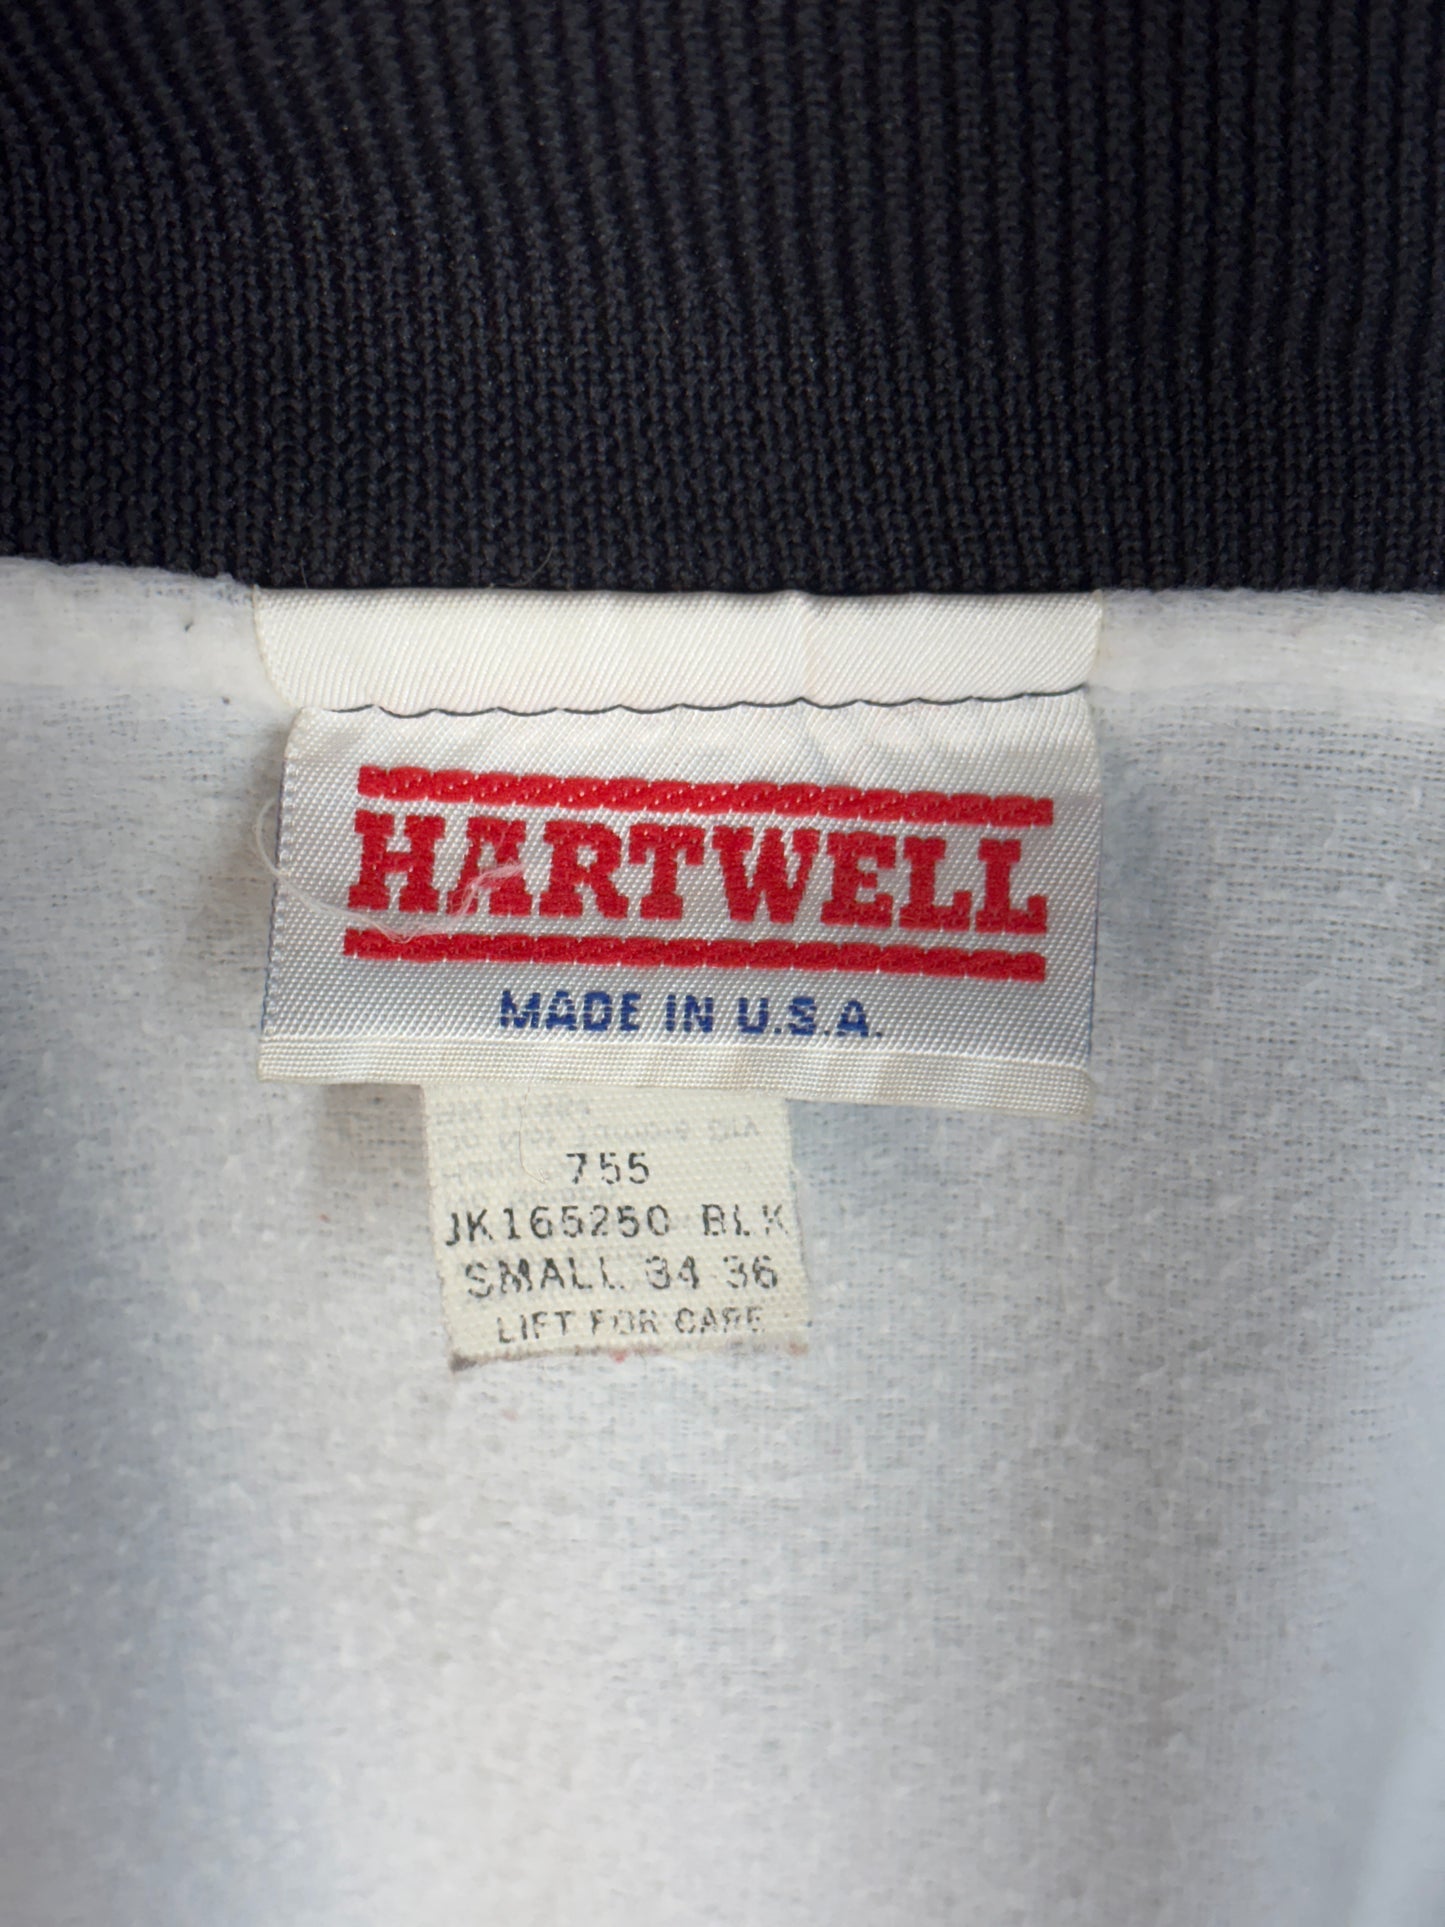 HARTWELL
MADE IN U.S.A.
755
JK165250 BLK
SMALL 34 36
LIFT FOR CARE